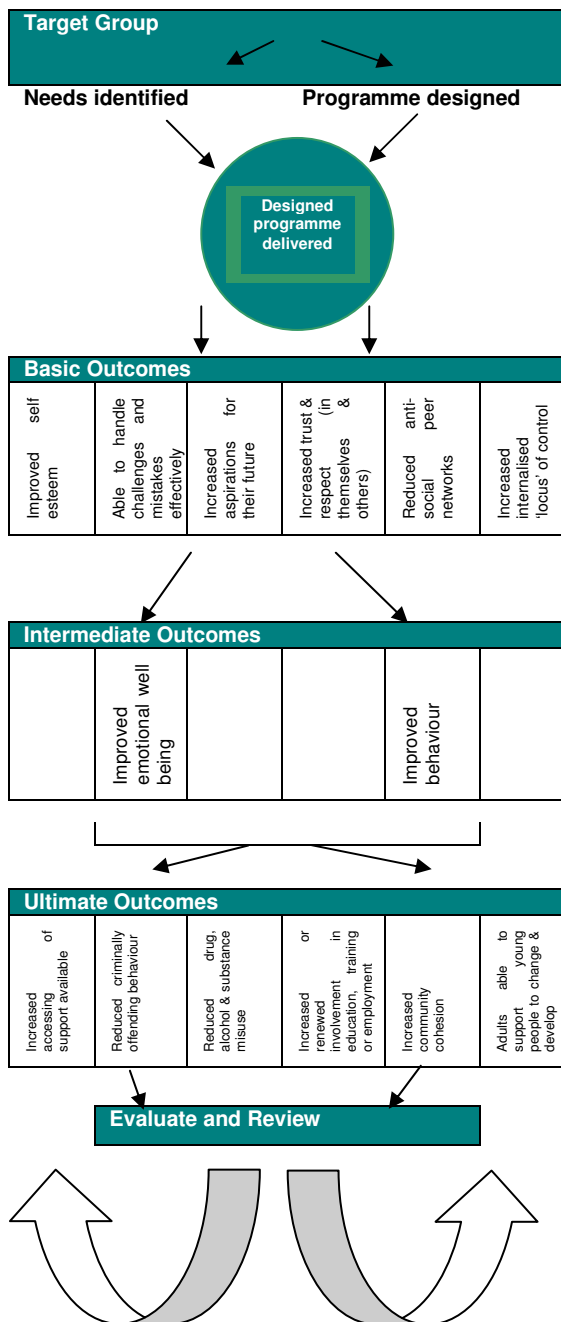 Target Group
Needs identified
Programme designed
Designed
programme
delivered
Basic Outcomes
Improved self
esteem
Able to handle
challenges and
mistakes
effectively
Increased
aspirations for
their future
Increased trust &
respect (in
themselves &
others)
Reduced anti-
social peer
networks
Increased
internalised
'locus' of control
Intermediate Outcomes
Improved
emotional well
being
Improved
behaviour
Ultimate Outcomes
Increased of
accessing
support available
Reduced criminally
offending behaviour
Reduced drug,
alcohol & substance
misuse
Increased or
renewed
involvement in
education, training
or employment
Increased
community
cohesion
Adults able to
support young
people to change &
develop
Evaluate and Review